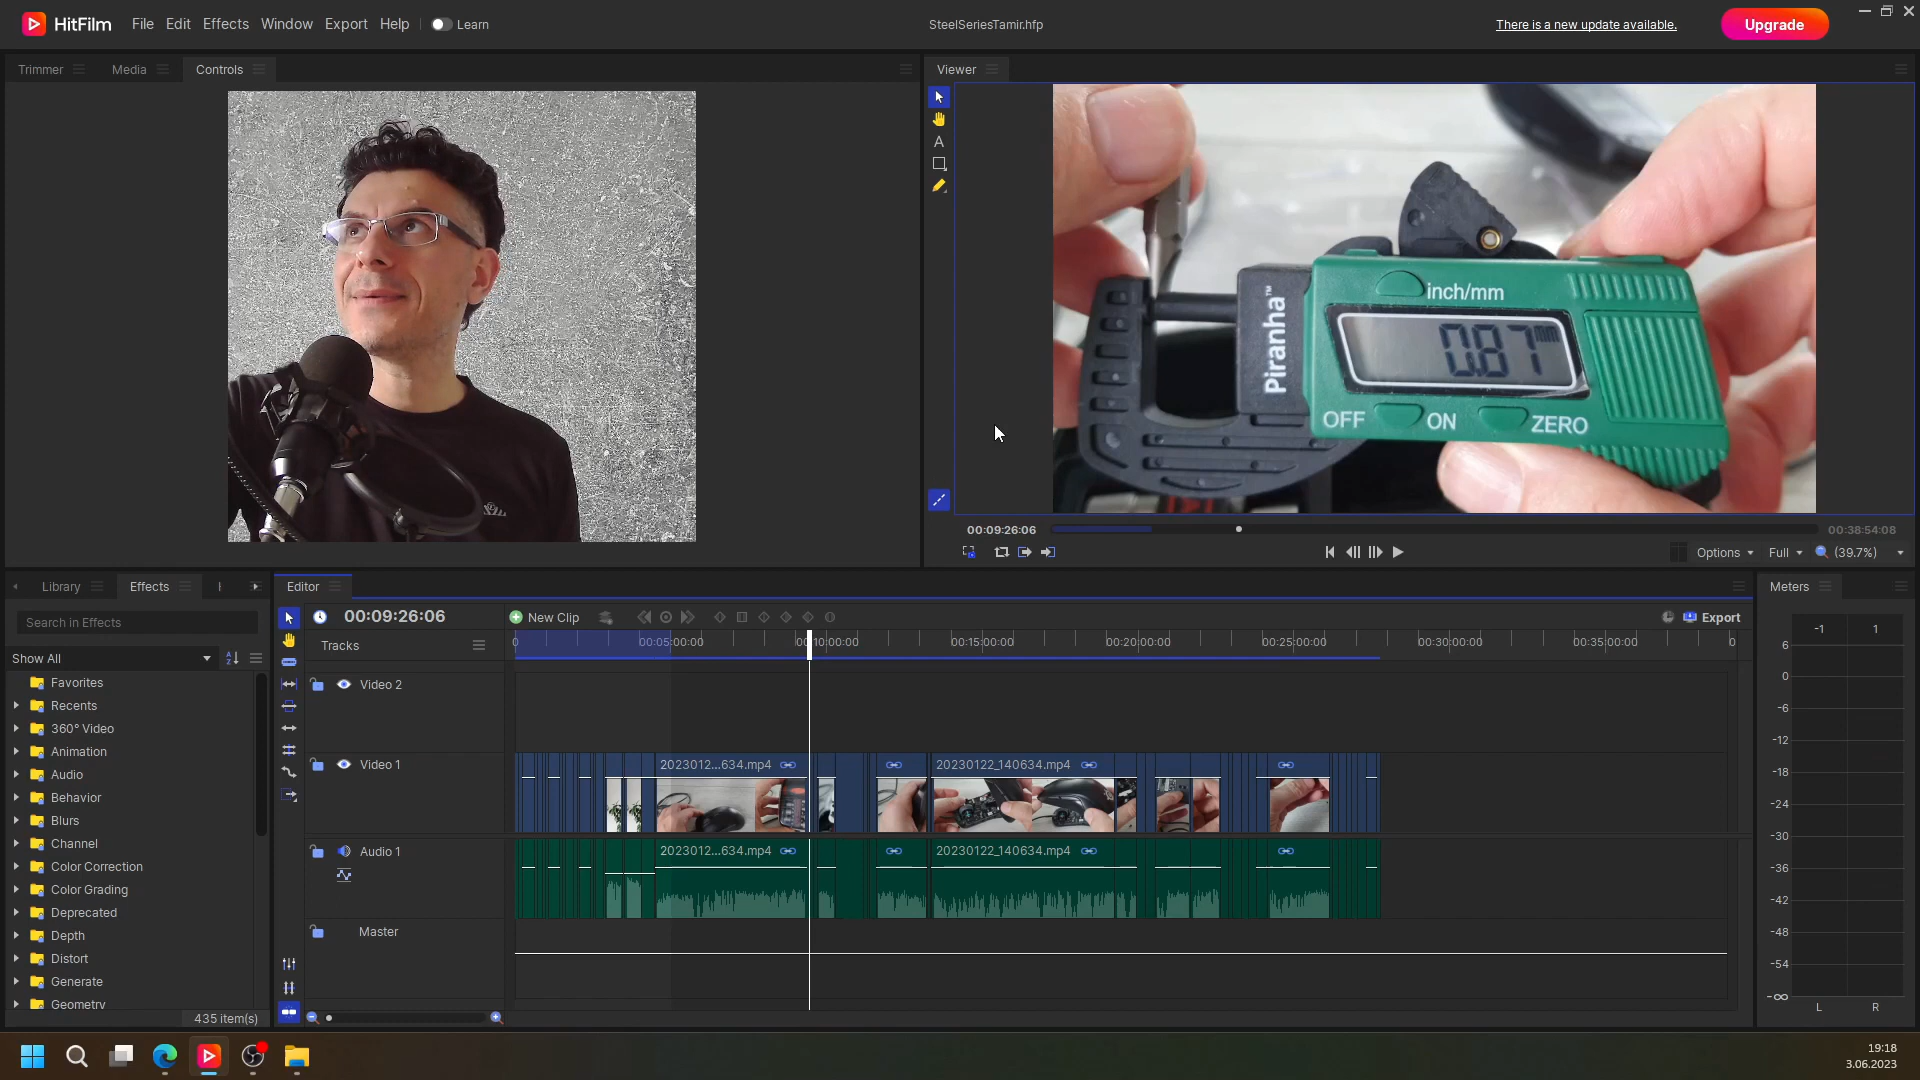 HitFilm File Edit Effects Window Export Help Learn SteelSeriesTamir.hfp There is a new update available. Upgrade
Trimmer Media Controls
Viewer
inch/mm
Piranha™
0.87 mm
OFF ON ZERO
00:09:26:06 00:38:54:08
Options Full (39.7%)
Library Effects
Search in Effects
Show All
Favorites
Recents
360° Video
Animation
Audio
Behavior
Blurs
Channel
Color Correction
Color Grading
Deprecated
Depth
Distort
Generate
Geometry
435 item(s)
Editor
00:09:26:06 New Clip Export
Tracks 0 00:05:00:00 00:10:00:00 00:15:00:00 00:20:00:00 00:25:00:00 00:30:00:00 00:35:00:00 0
Video 2
Video 1 2023012...634.mp4 20230122_140634.mp4
Audio 1 2023012...634.mp4 20230122_140634.mp4
Master
Meters
-1 1
6
0
-6
-12
-18
-24
-30
-36
-42
-48
-54
-∞
L R
19:18
3.06.2023